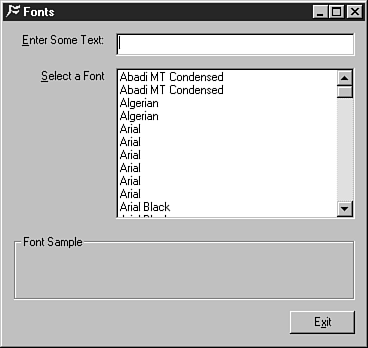 Fonts
Enter Some Text:
Select a Font
Abadi MT Condensed
Abadi MT Condensed
Algerian
Algerian
Arial
Arial
Arial
Arial
Arial
Arial
Arial Black
Font Sample
Exit